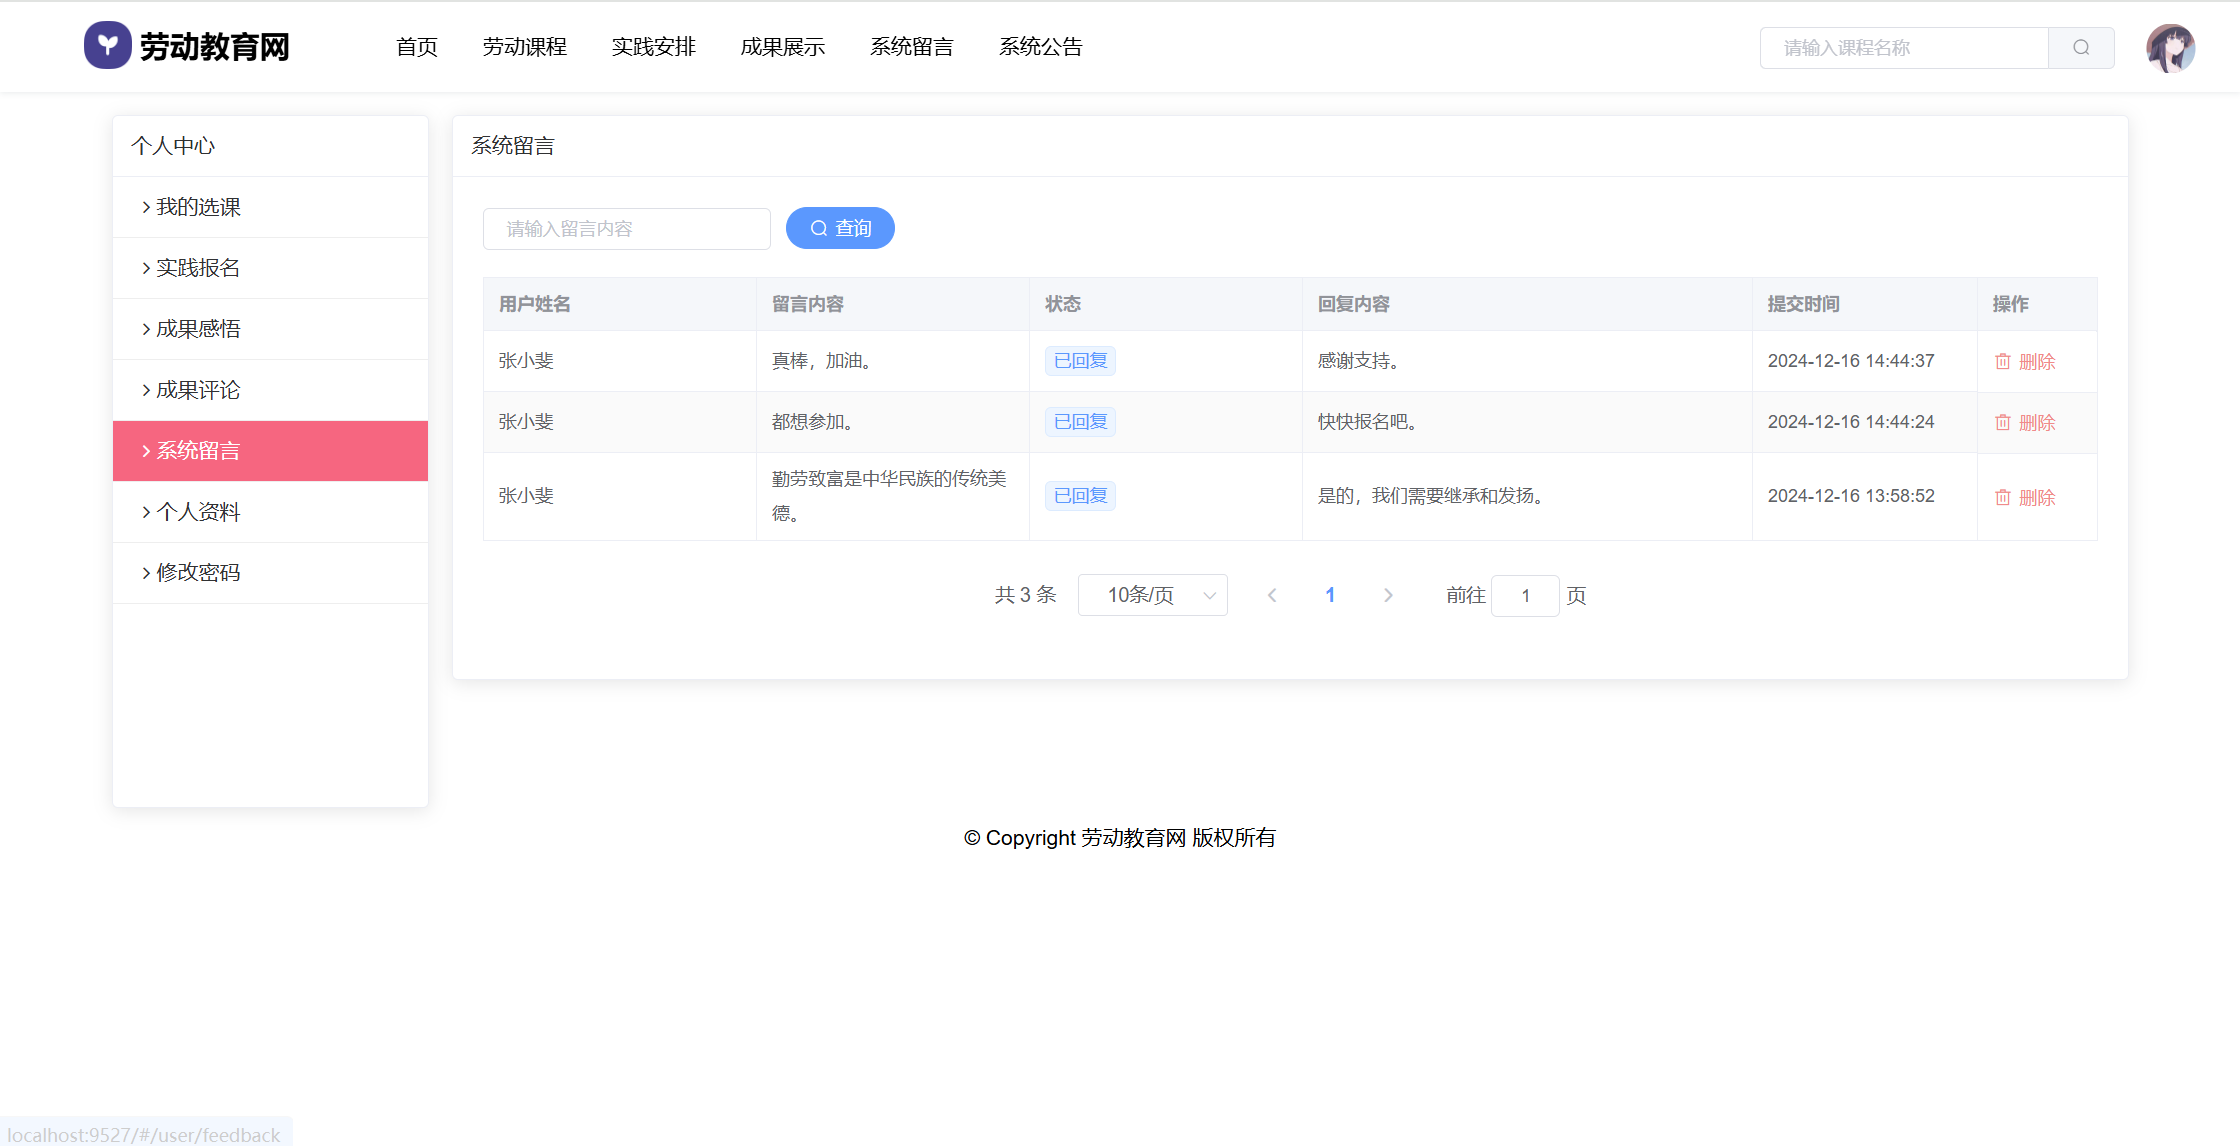 劳动教育网
首页 劳动课程 实践安排 成果展示 系统留言 系统公告
请输入课程名称
个人中心
我的选课
实践报名
成果感悟
成果评论
系统留言
个人资料
修改密码
系统留言
请输入留言内容 查询
用户姓名 留言内容 状态 回复内容 提交时间 操作
张小斐 真棒，加油。 已回复 感谢支持。 2024-12-16 14:44:37 删除
张小斐 都想参加。 已回复 快快报名吧。 2024-12-16 14:44:24 删除
张小斐 勤劳致富是中华民族的传统美
德。 已回复 是的，我们需要继承和发扬。 2024-12-16 13:58:52 删除
共 3 条 10条/页 1 前往 1 页
© Copyright 劳动教育网 版权所有
localhost:9527/#/user/feedback